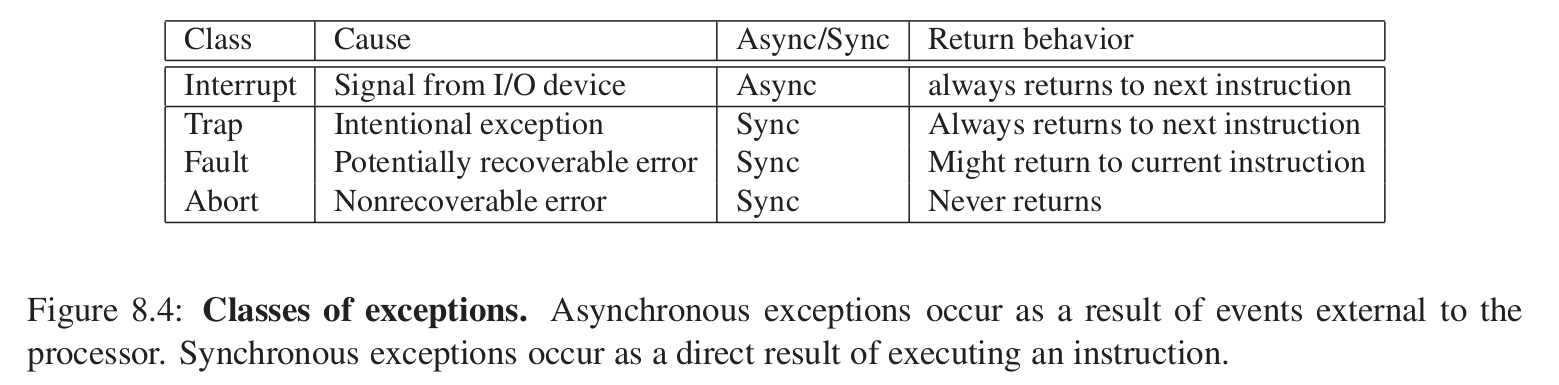 Class Cause Async/Sync Return behavior
Interrupt Signal from I/O device Async always returns to next instruction
Trap Intentional exception Sync Always returns to next instruction
Fault Potentially recoverable error Sync Might return to current instruction
Abort Nonrecoverable error Sync Never returns
Figure 8.4: Classes of exceptions. Asynchronous exceptions occur as a result of events external to the
processor. Synchronous exceptions occur as a direct result of executing an instruction.